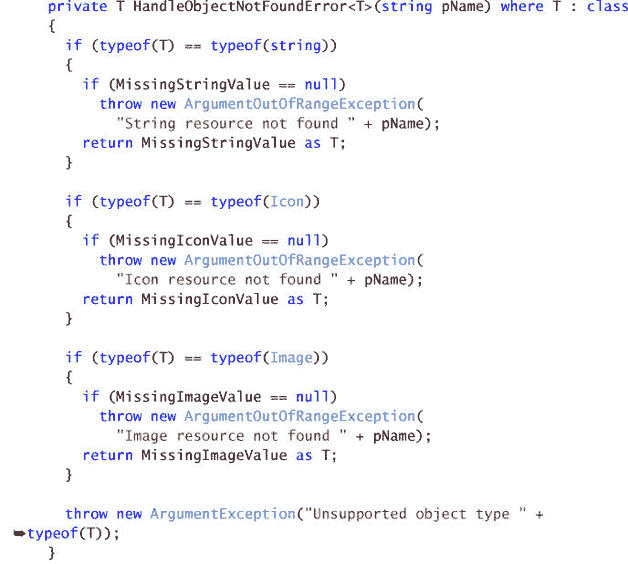 private T HandleObjectNotFoundError<T>(string pName) where T : class
{
if (typeof(T) == typeof(string))
{
if (MissingStringValue == null)
throw new ArgumentOutOfRangeException(
"String resource not found " + pName);
return MissingStringValue as T;
}
if (typeof(T) == typeof(Icon))
{
if (MissingIconValue == null)
throw new ArgumentOutOfRangeException(
"Icon resource not found " + pName);
return MissingIconValue as T;
}
if (typeof(T) == typeof(Image))
{
if (MissingImageValue == null)
throw new ArgumentOutOfRangeException(
"Image resource not found " + pName);
return MissingImageValue as T;
}
throw new ArgumentException("Unsupported object type " +
➥typeof(T));
}